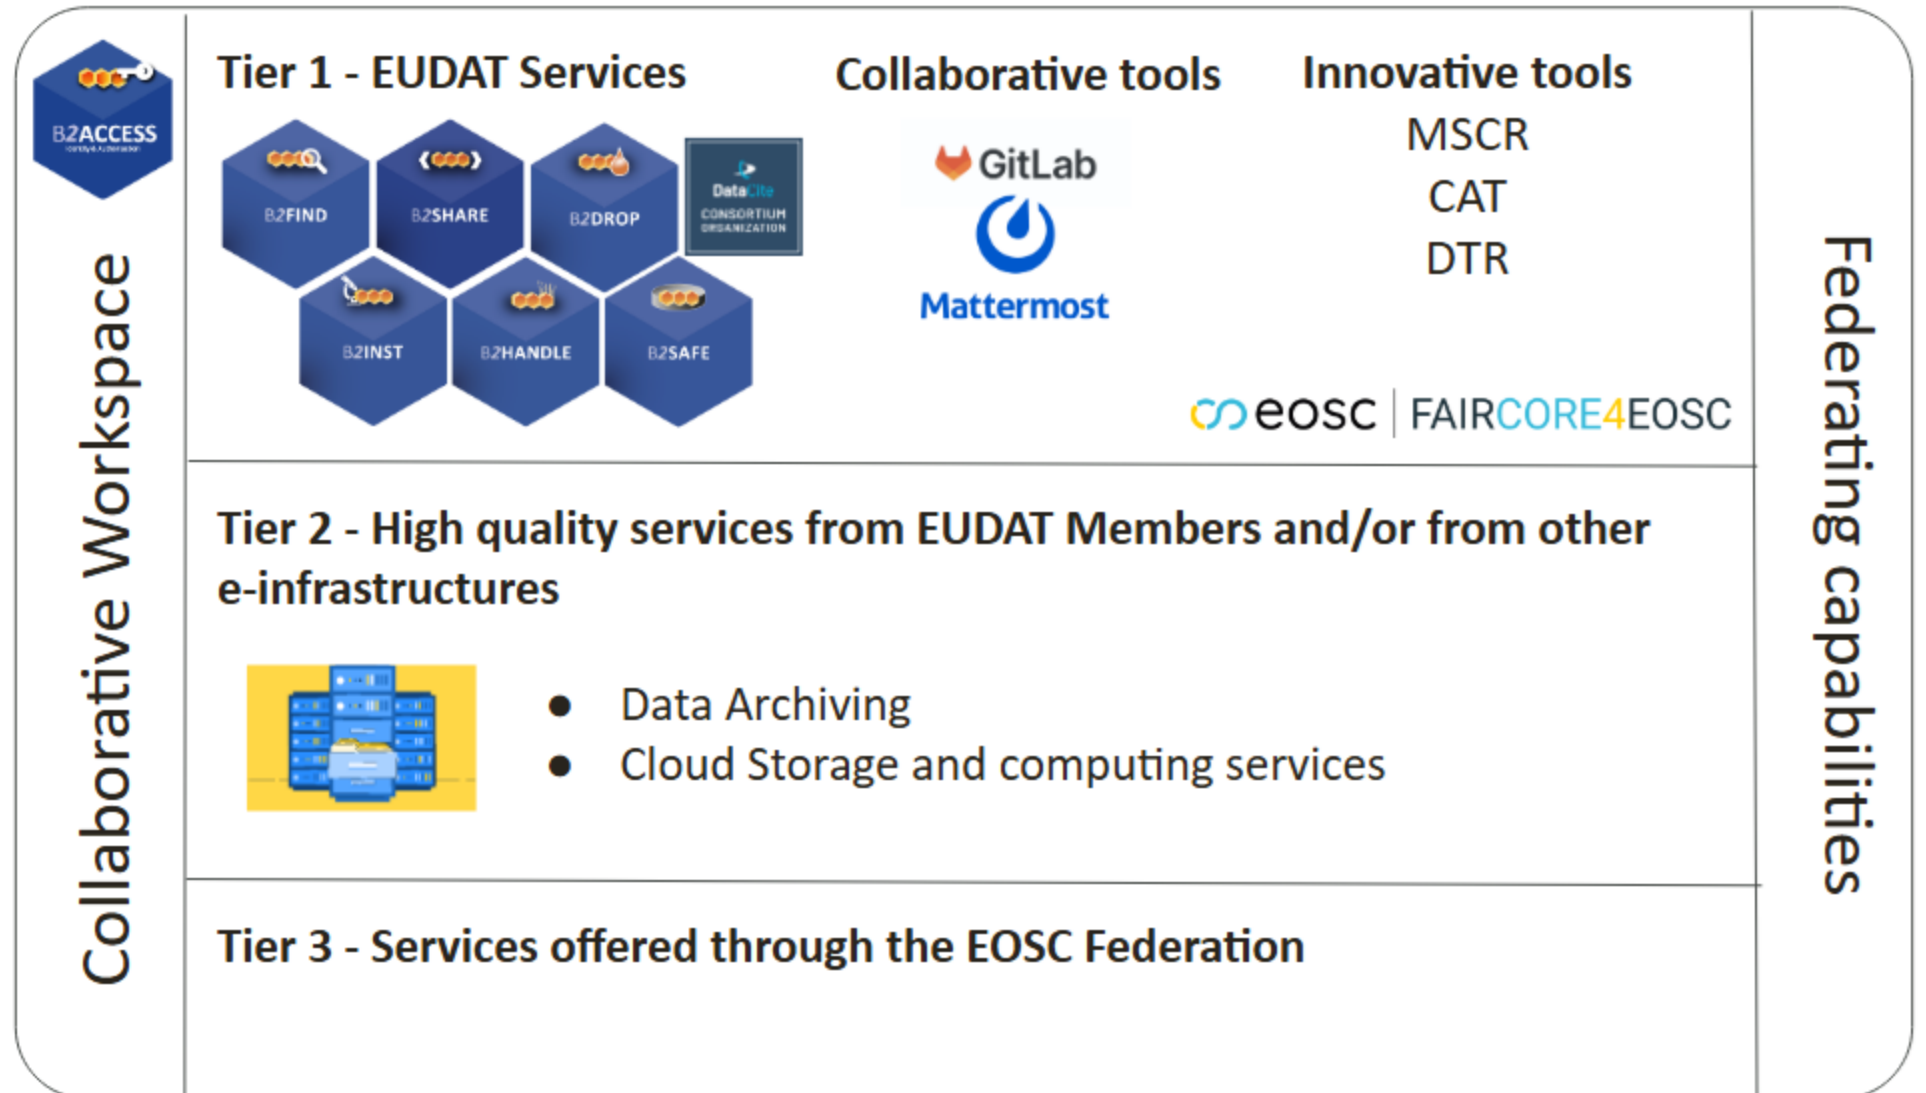 B2ACCESS
Collaborative Workspace
Tier 1 - EUDAT Services
B2FIND
B2SHARE
B2DROP
DataCite
CONSORTIUM
ORGANIZATION
B2INST
B2HANDLE
B2SAFE
Collaborative tools
GitLab
Mattermost
Innovative tools
MSCR
CAT
DTR
eosc | FAIRCORE4EOSC
Tier 2 - High quality services from EUDAT Members and/or from other
e-infrastructures
● Data Archiving
● Cloud Storage and computing services
Tier 3 - Services offered through the EOSC Federation
Federating capabilities